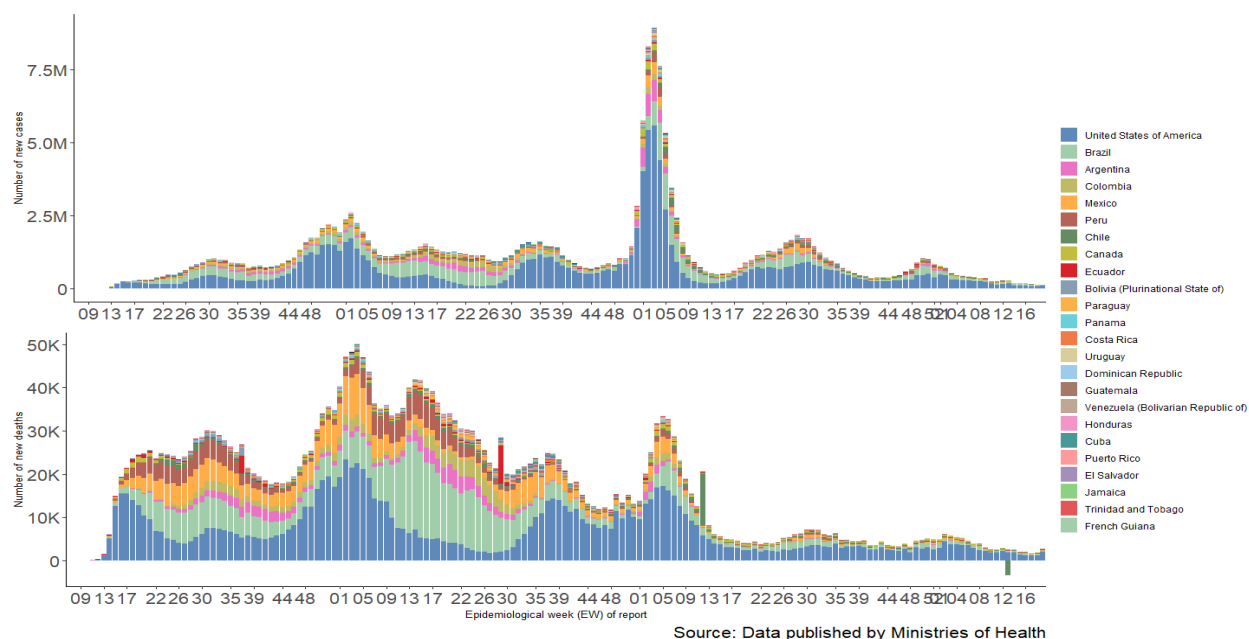 7.5M
5.0M
2.5M
0
Number of new cases
09 13 17 22 26 30 35 39 44 48 01 05 09 13 17 22 26 30 35 39 44 48 01 05 09 13 17 22 26 30 35 39 44 48 52 01 04 08 12 16
50K
40K
30K
20K
10K
0
Number of new deaths
09 13 17 22 26 30 35 39 44 48 01 05 09 13 17 22 26 30 35 39 44 48 01 05 09 13 17 22 26 30 35 39 44 48 52 01 04 08 12 16
Epidemiological week (EW) of report
United States of America
Brazil
Argentina
Colombia
Mexico
Peru
Chile
Canada
Ecuador
Bolivia (Plurinational State of)
Paraguay
Panama
Costa Rica
Uruguay
Dominican Republic
Guatemala
Venezuela (Bolivarian Republic of)
Honduras
Cuba
Puerto Rico
El Salvador
Jamaica
Trinidad and Tobago
French Guiana
Source: Data published by Ministries of Health